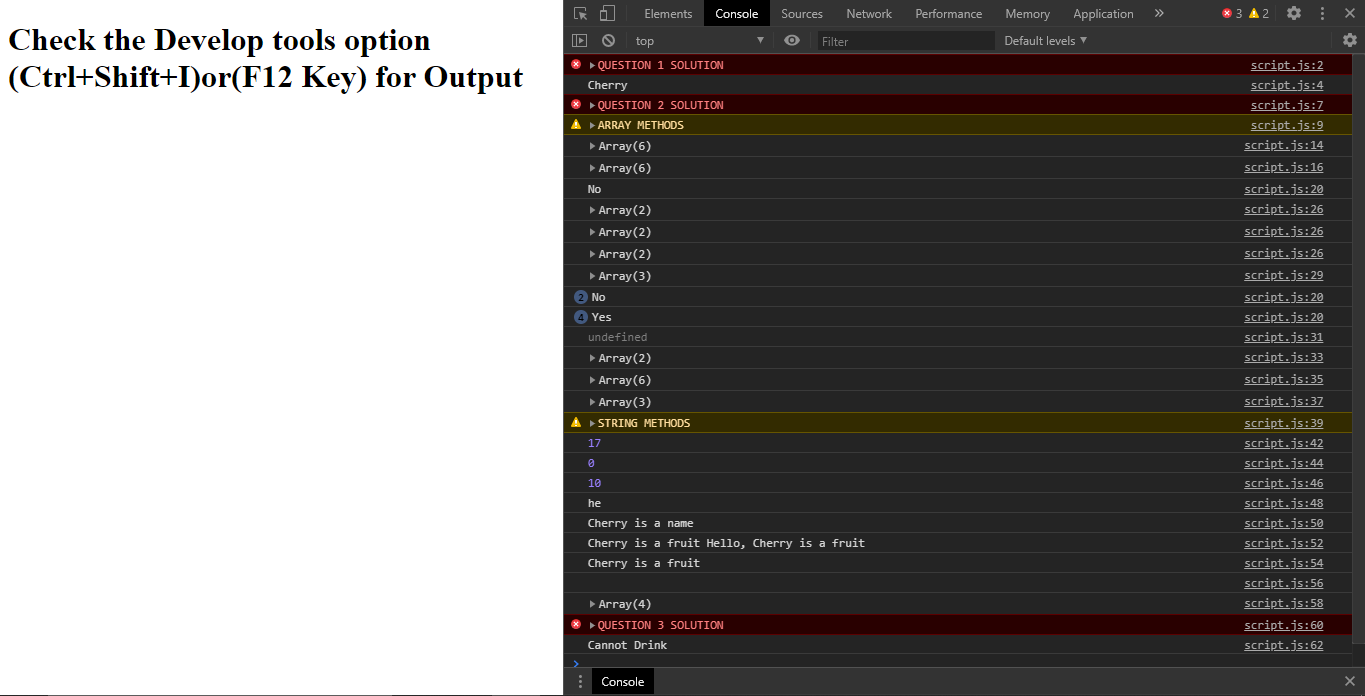 Check the Develop tools option
(Ctrl+Shift+I)or(F12 Key) for Output
Elements Console Sources Network Performance Memory Application » 3 2
top Filter Default levels
QUESTION 1 SOLUTION script.js:2
Cherry script.js:4
QUESTION 2 SOLUTION script.js:7
ARRAY METHODS script.js:9
Array(6) script.js:14
Array(6) script.js:16
No script.js:20
Array(2) script.js:26
Array(2) script.js:26
Array(2) script.js:26
Array(3) script.js:29
2 No script.js:20
4 Yes script.js:20
undefined script.js:31
Array(2) script.js:33
Array(6) script.js:35
Array(3) script.js:37
STRING METHODS script.js:39
17 script.js:42
0 script.js:44
10 script.js:46
he script.js:48
Cherry is a name script.js:50
Cherry is a fruit Hello, Cherry is a fruit script.js:52
Cherry is a fruit script.js:54
script.js:56
Array(4) script.js:58
QUESTION 3 SOLUTION script.js:60
Cannot Drink script.js:62
Console